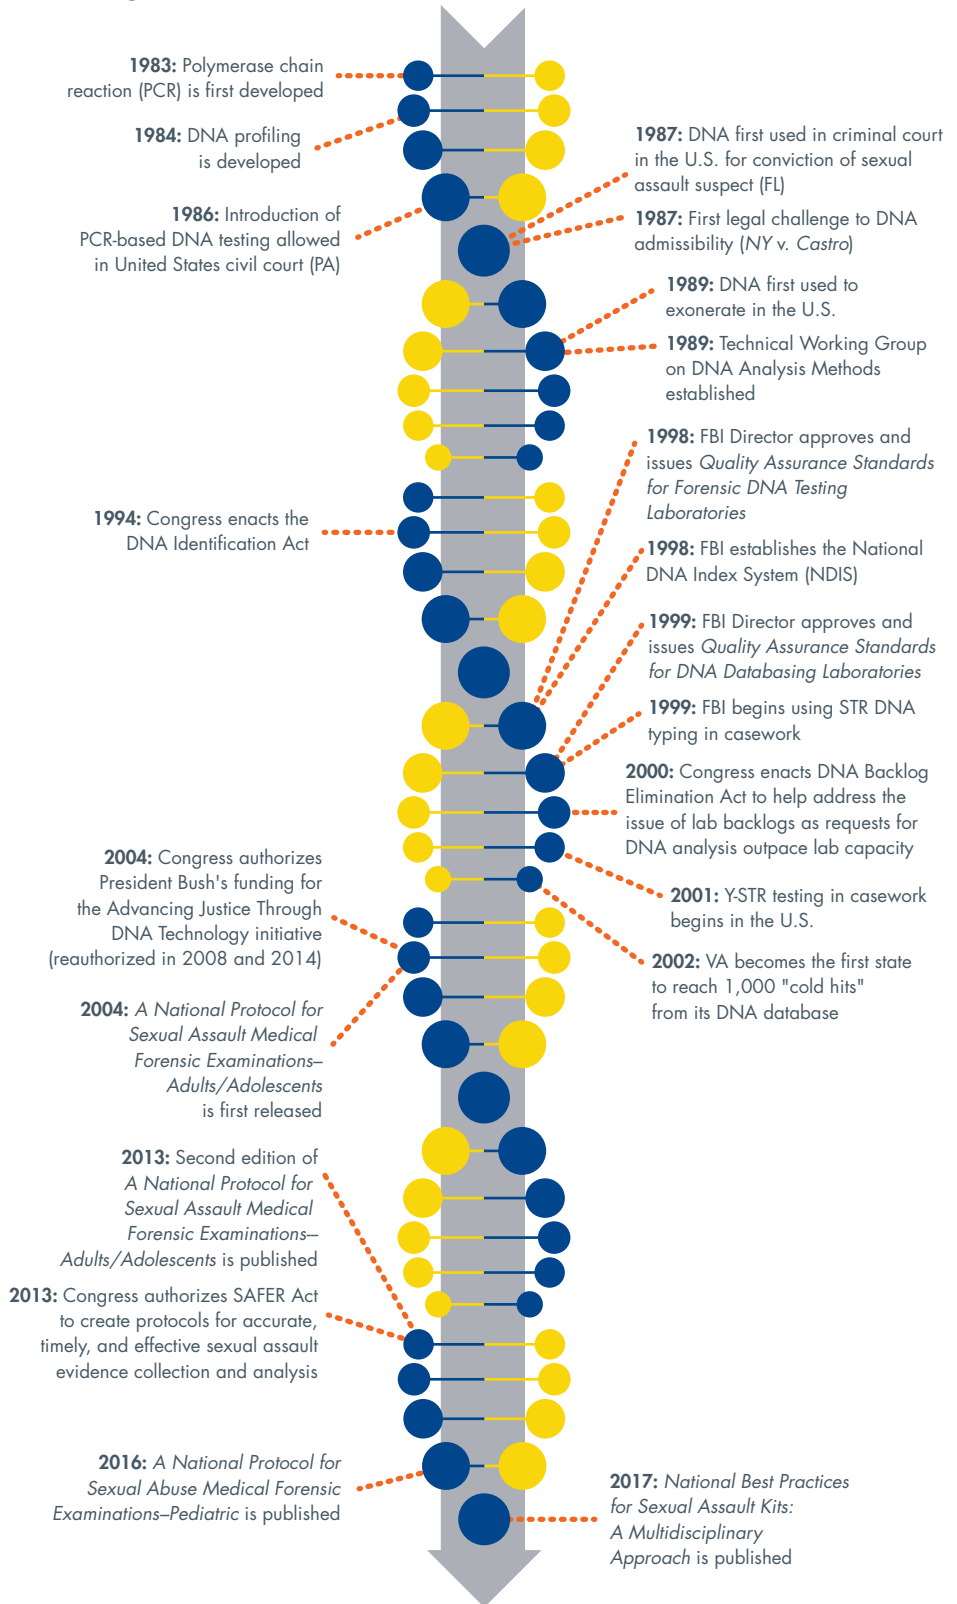 1983: Polymerase chain
reaction (PCR) is first developed
1984: DNA profiling
is developed
1987: DNA first used in criminal court
in the U.S. for conviction of sexual
assault suspect (FL)
1986: Introduction of
PCR-based DNA testing allowed
in United States civil court (PA)
1987: First legal challenge to DNA
admissibility (NY v. Castro)
1989: DNA first used to
exonerate in the U.S.
1989: Technical Working Group
on DNA Analysis Methods
established
1994: Congress enacts the
DNA Identification Act
1998: FBI Director approves and
issues Quality Assurance Standards
for Forensic DNA Testing
Laboratories
1998: FBI establishes the National
DNA Index System (NDIS)
1999: FBI Director approves and
issues Quality Assurance Standards
for DNA Databasing Laboratories
1999: FBI begins using STR DNA
typing in casework
2000: Congress enacts DNA Backlog
Elimination Act to help address the
issue of lab backlogs as requests for
DNA analysis outpace lab capacity
2001: Y-STR testing in casework
begins in the U.S.
2002: VA becomes the first state
to reach 1,000 "cold hits"
from its DNA database
2004: Congress authorizes
President Bush's funding for
the Advancing Justice Through
DNA Technology initiative
(reauthorized in 2008 and 2014)
2004: A National Protocol for
Sexual Assault Medical
Forensic Examinations–
Adults/Adolescents
is first released
2013: Second edition of
A National Protocol for
Sexual Assault Medical
Forensic Examinations–
Adults/Adolescents is published
2013: Congress authorizes SAFER Act
to create protocols for accurate,
timely, and effective sexual assault
evidence collection and analysis
2016: A National Protocol for
Sexual Abuse Medical Forensic
Examinations–Pediatric is published
2017: National Best Practices
for Sexual Assault Kits:
A Multidisciplinary
Approach is published